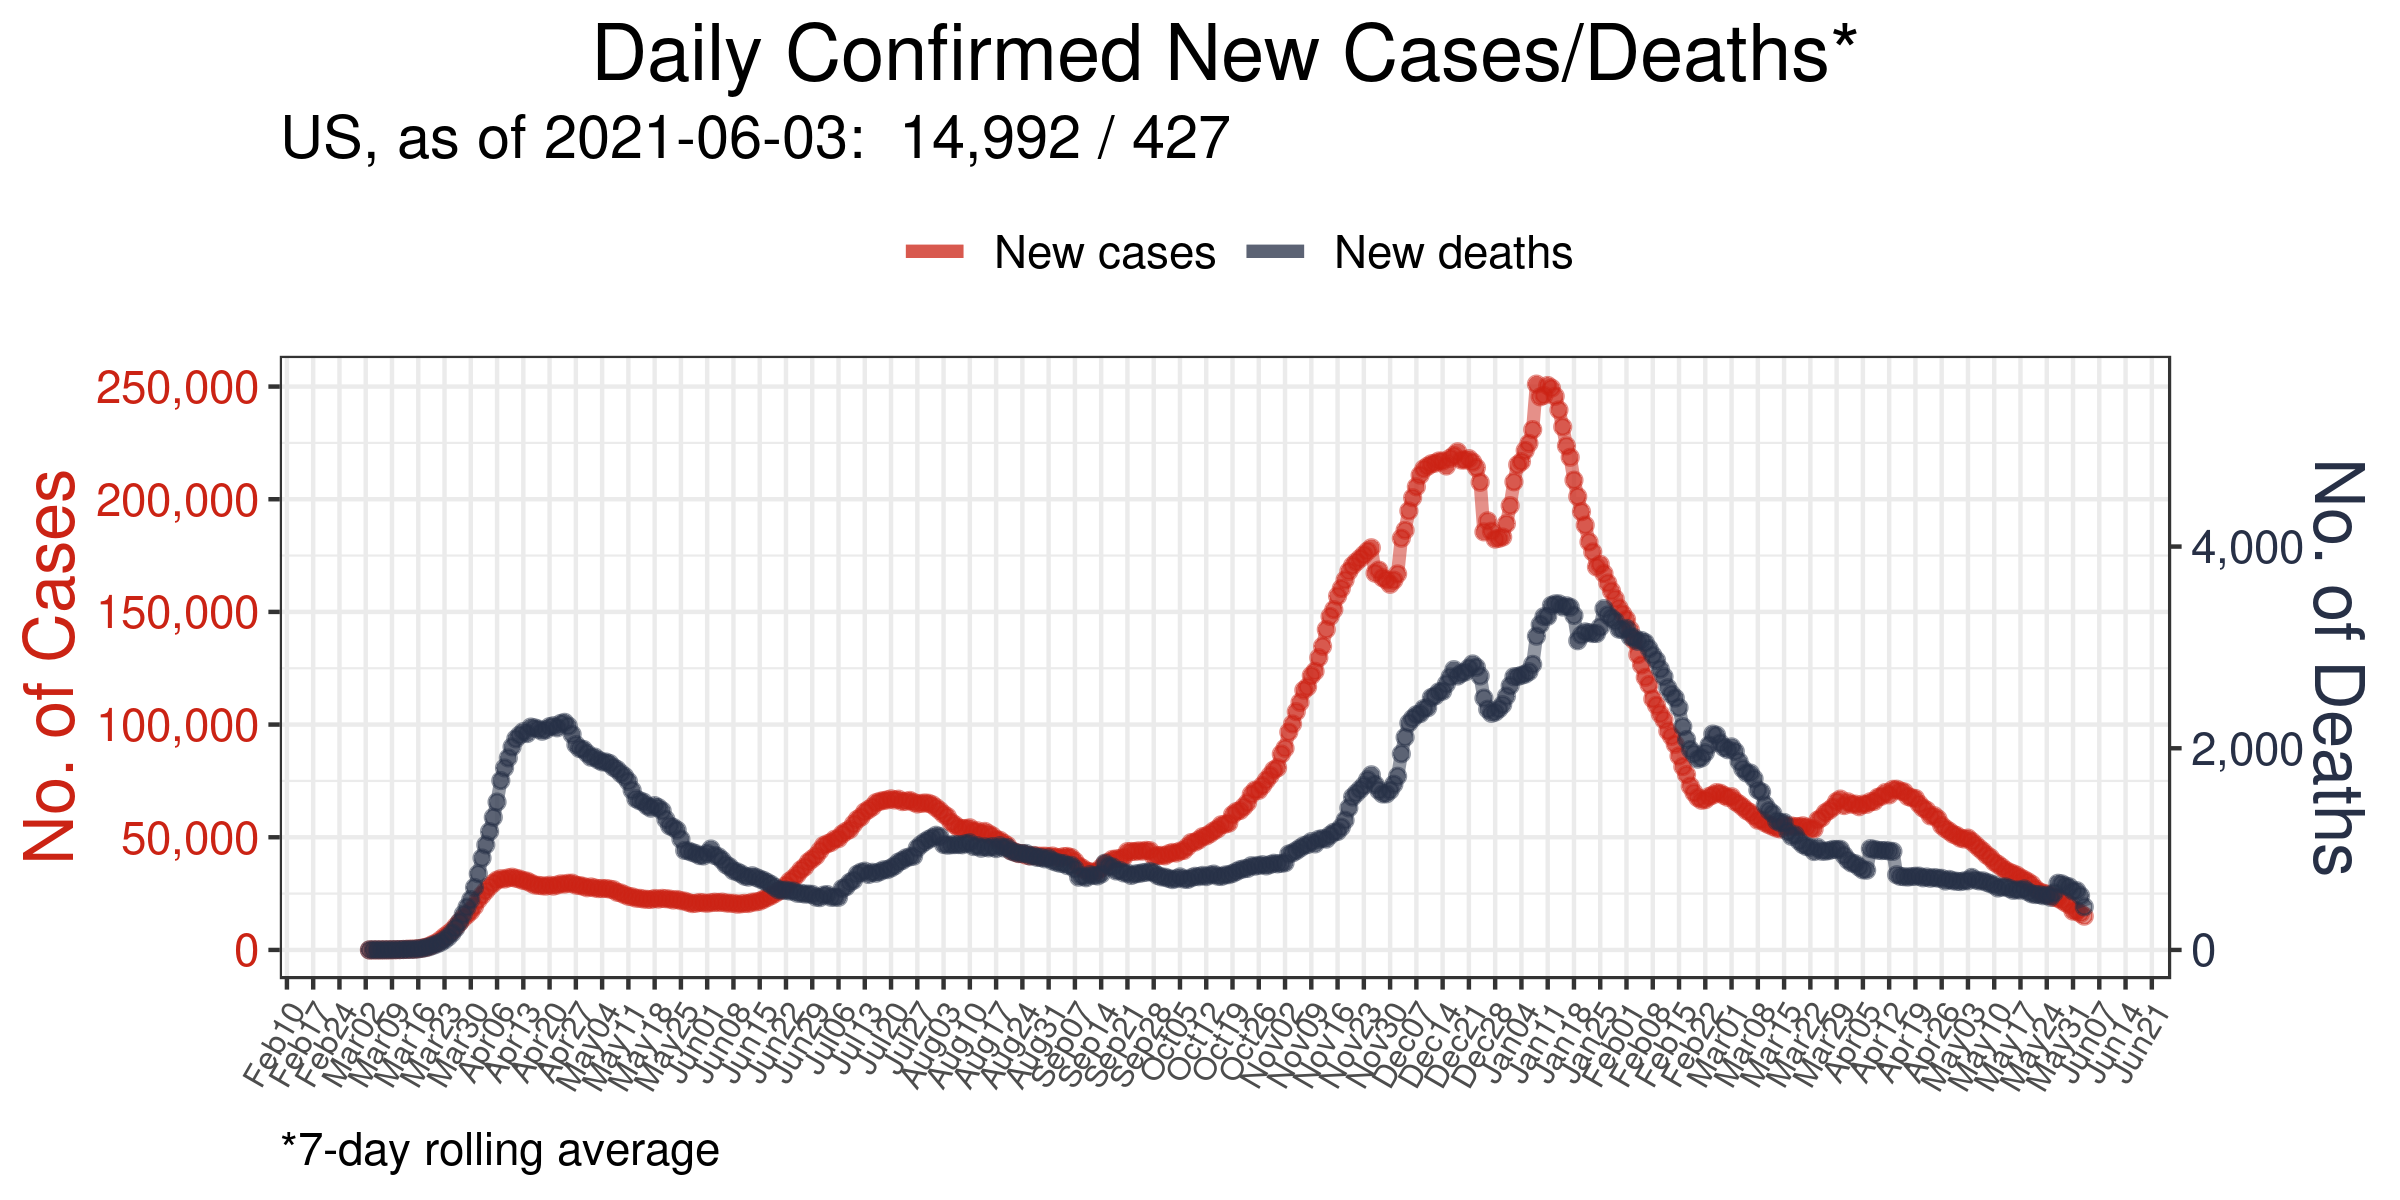 Daily Confirmed New Cases/Deaths*
US, as of 2021-06-03:  14,992 / 427
New cases
New deaths
No. of Cases
250,000
200,000
150,000
100,000
50,000
0
No. of Deaths
4,000
2,000
0
Feb10
Feb17
Feb24
Mar02
Mar09
Mar16
Mar23
Mar30
Apr06
Apr13
Apr20
Apr27
May04
May11
May18
May25
Jun01
Jun08
Jun15
Jun22
Jun29
Jul06
Jul13
Jul20
Jul27
Aug03
Aug10
Aug17
Aug24
Aug31
Sep07
Sep14
Sep21
Sep28
Oct05
Oct12
Oct19
Oct26
Nov02
Nov09
Nov16
Nov23
Nov30
Dec07
Dec14
Dec21
Dec28
Jan04
Jan11
Jan18
Jan25
Feb01
Feb08
Feb15
Feb22
Mar01
Mar08
Mar15
Mar22
Mar29
Apr05
Apr12
Apr19
Apr26
May03
May10
May17
May24
May31
Jun07
Jun14
Jun21
*7-day rolling average